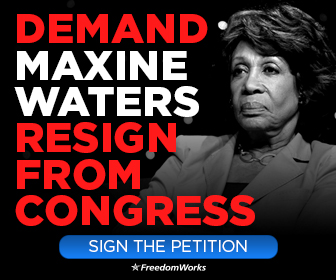 DEMAND
MAXINE
WATERS
RESIGN
FROM
CONGRESS
SIGN THE PETITION
FreedomWorks